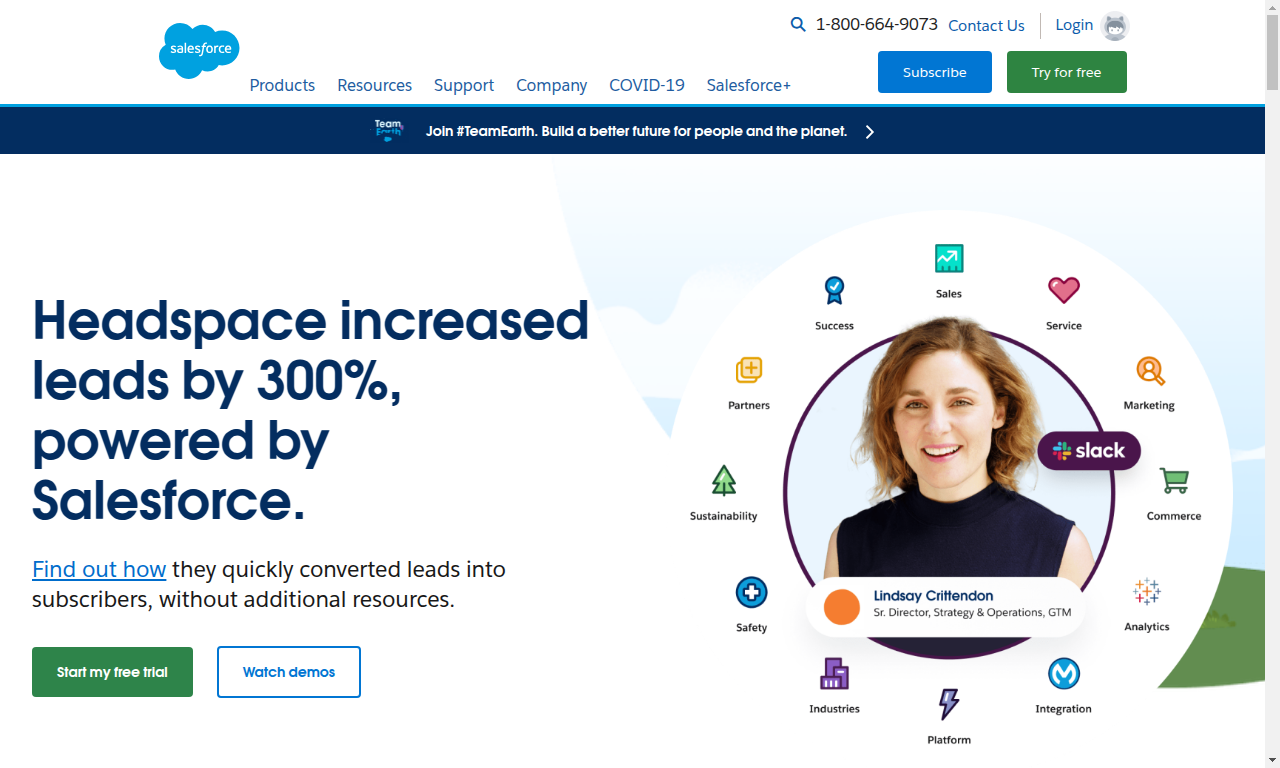 salesforce
1-800-664-9073 Contact Us Login
Products Resources Support Company COVID-19 Salesforce+
Subscribe Try for free
Team Earth
Join #TeamEarth. Build a better future for people and the planet.
Headspace increased
leads by 300%,
powered by
Salesforce.
Find out how they quickly converted leads into
subscribers, without additional resources.
Start my free trial Watch demos
Sales
Success
Service
Partners
Marketing
slack
Sustainability
Commerce
Lindsay Crittendon
Sr. Director, Strategy & Operations, GTM
Safety
Analytics
Industries
Integration
Platform